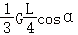 1/3 G L/4 cos α